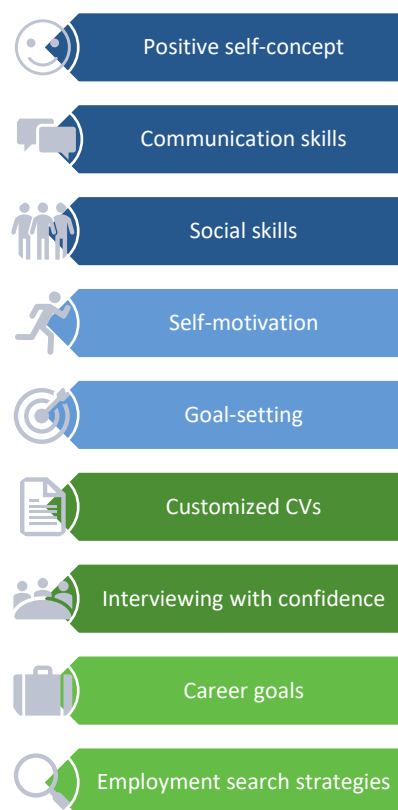 Positive self-concept
Communication skills
Social skills
Self-motivation
Goal-setting
Customized CVs
Interviewing with confidence
Career goals
Employment search strategies